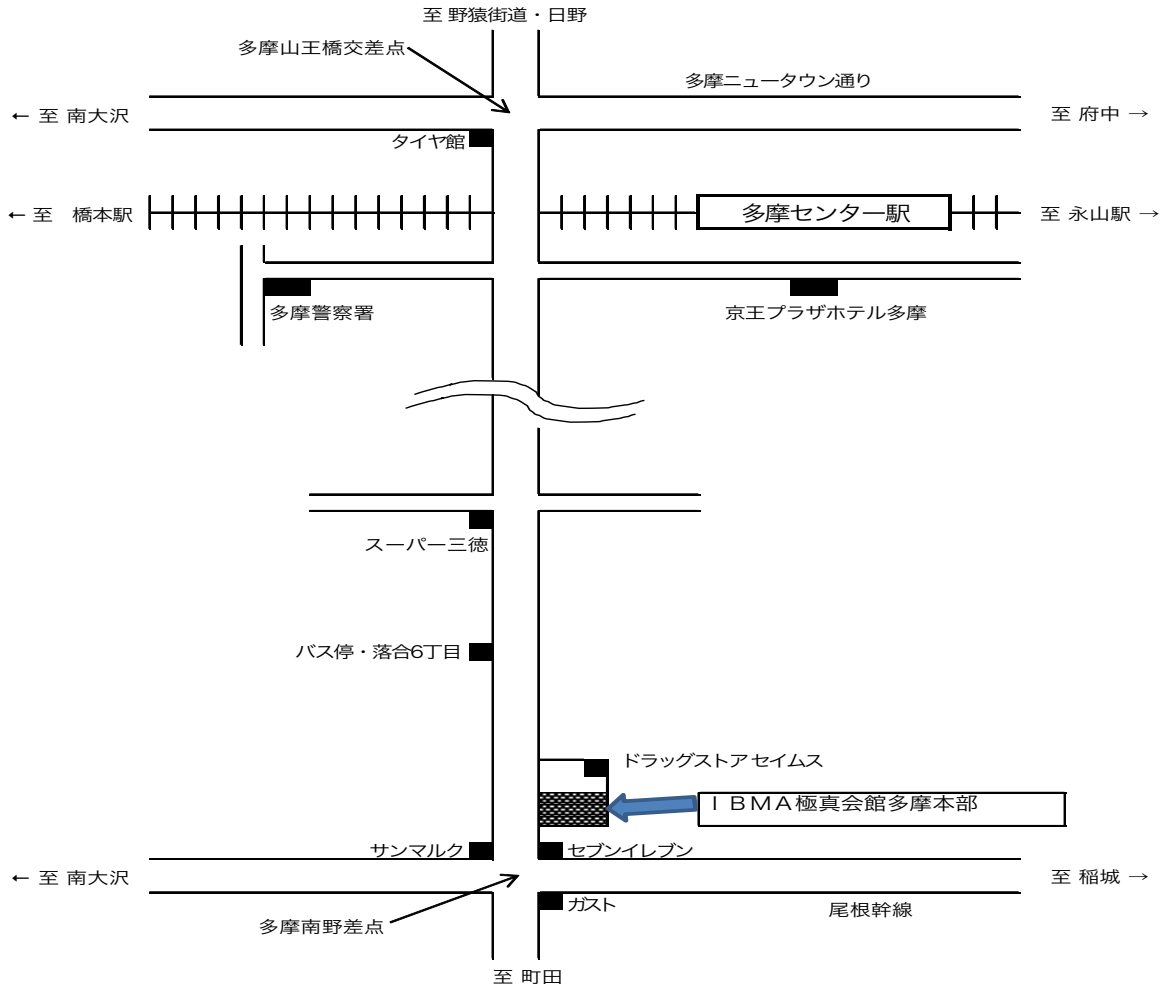 至 野猿街道・日野
多摩山王橋交差点
多摩ニュータウン通り
← 至 南大沢
至 府中 →
タイヤ館
← 至　橋本駅
多摩センター駅
至 永山駅 →
多摩警察署
京王プラザホテル多摩
スーパー三徳
バス停・落合6丁目
ドラッグストア セイムス
ＩＢＭＡ極真会館多摩本部
サンマルク
セブンイレブン
← 至 南大沢
至 稲城 →
ガスト
尾根幹線
多摩南野差点
至 町田